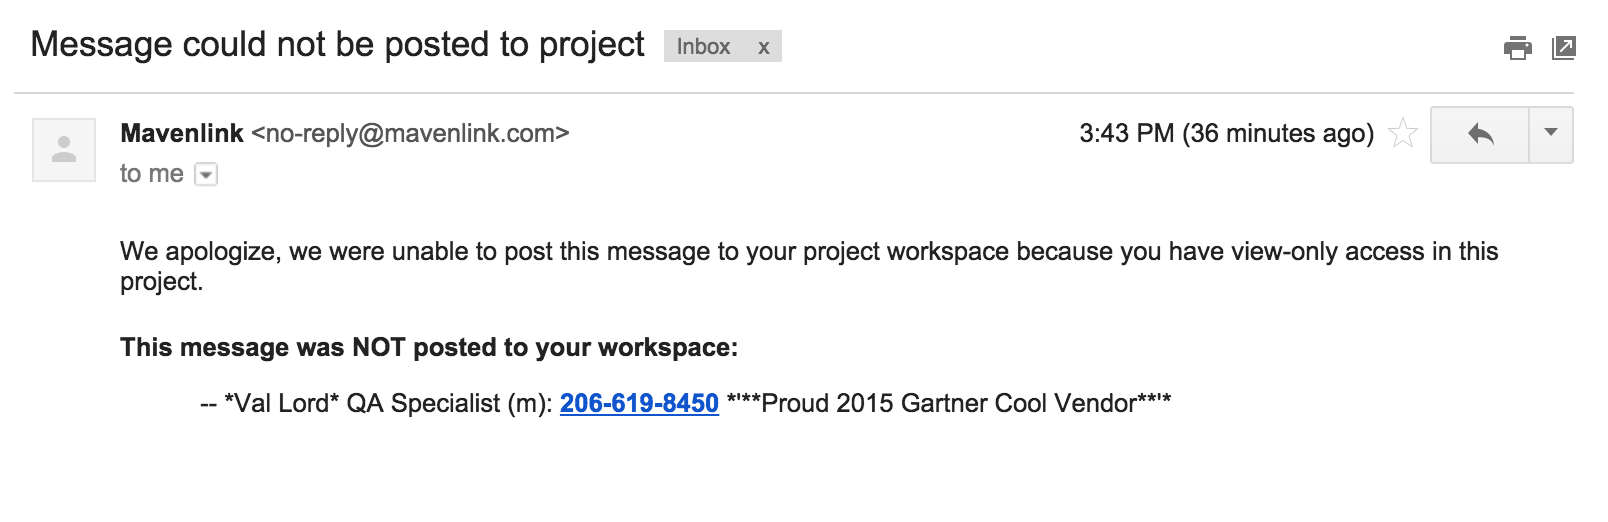 Message could not be posted to project Inbox x
Mavenlink <no-reply@mavenlink.com> 3:43 PM (36 minutes ago)
to me
We apologize, we were unable to post this message to your project workspace because you have view-only access in this
project.
This message was NOT posted to your workspace:
-- *Val Lord* QA Specialist (m): 206-619-8450 *'**Proud 2015 Gartner Cool Vendor**'*